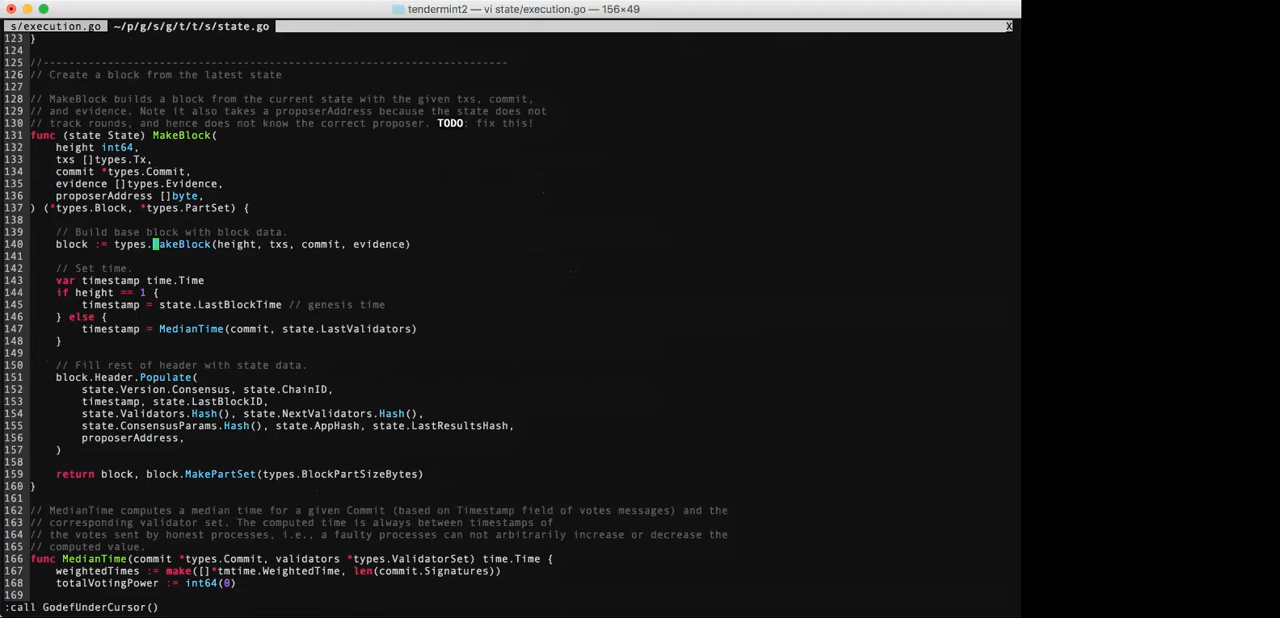 tendermint2 — vi state/execution.go — 156×49
s/execution.go ~/p/g/s/g/t/t/s/state.go X
123 }
124
125 //------------------------------------------------------------------------
126 // Create a block from the latest state
127
128 // MakeBlock builds a block from the current state with the given txs, commit,
129 // and evidence. Note it also takes a proposerAddress because the state does not
130 // track rounds, and hence does not know the correct proposer. TODO: fix this!
131 func (state State) MakeBlock(
132     height int64,
133     txs []types.Tx,
134     commit *types.Commit,
135     evidence []types.Evidence,
136     proposerAddress []byte,
137 ) (*types.Block, *types.PartSet) {
138
139     // Build base block with block data.
140     block := types.MakeBlock(height, txs, commit, evidence)
141
142     // Set time.
143     var timestamp time.Time
144     if height == 1 {
145         timestamp = state.LastBlockTime // genesis time
146     } else {
147         timestamp = MedianTime(commit, state.LastValidators)
148     }
149
150     // Fill rest of header with state data.
151     block.Header.Populate(
152         state.Version.Consensus, state.ChainID,
153         timestamp, state.LastBlockID,
154         state.Validators.Hash(), state.NextValidators.Hash(),
155         state.ConsensusParams.Hash(), state.AppHash, state.LastResultsHash,
156         proposerAddress,
157     )
158
159     return block, block.MakePartSet(types.BlockPartSizeBytes)
160 }
161
162 // MedianTime computes a median time for a given Commit (based on Timestamp field of votes messages) and the
163 // corresponding validator set. The computed time is always between timestamps of
164 // the votes sent by honest processes, i.e., a faulty processes can not arbitrarily increase or decrease the
165 // computed value.
166 func MedianTime(commit *types.Commit, validators *types.ValidatorSet) time.Time {
167     weightedTimes := make([]*tmtime.WeightedTime, len(commit.Signatures))
168     totalVotingPower := int64(0)
169
:call GodefUnderCursor()